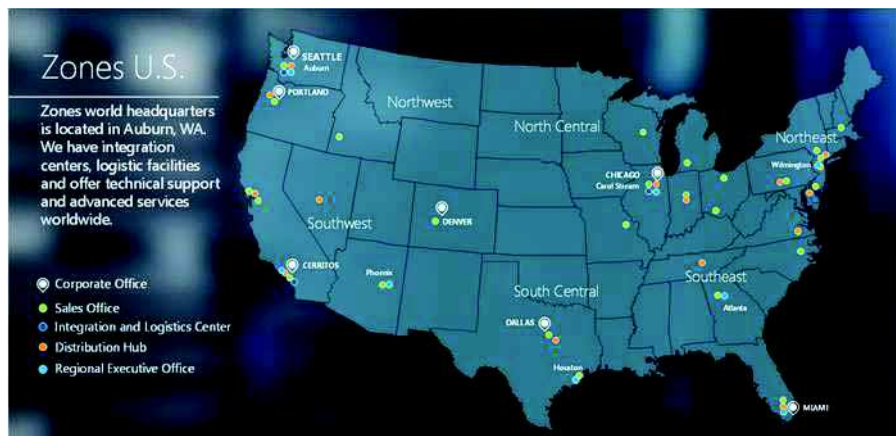 Zones U.S.
Zones world headquarters
is located in Auburn, WA.
We have integration
centers, logistic facilities
and offer technical support
and advanced services
worldwide.
Corporate Office
Sales Office
Integration and Logistics Center
Distribution Hub
Regional Executive Office
SEATTLE
Auburn
PORTLAND
Northwest
North Central
Northeast
Wilmington
CHICAGO
Carol Stream
Southwest
DENVER
CERRITOS
Phoenix
South Central
Southeast
Atlanta
DALLAS
Houston
MIAMI